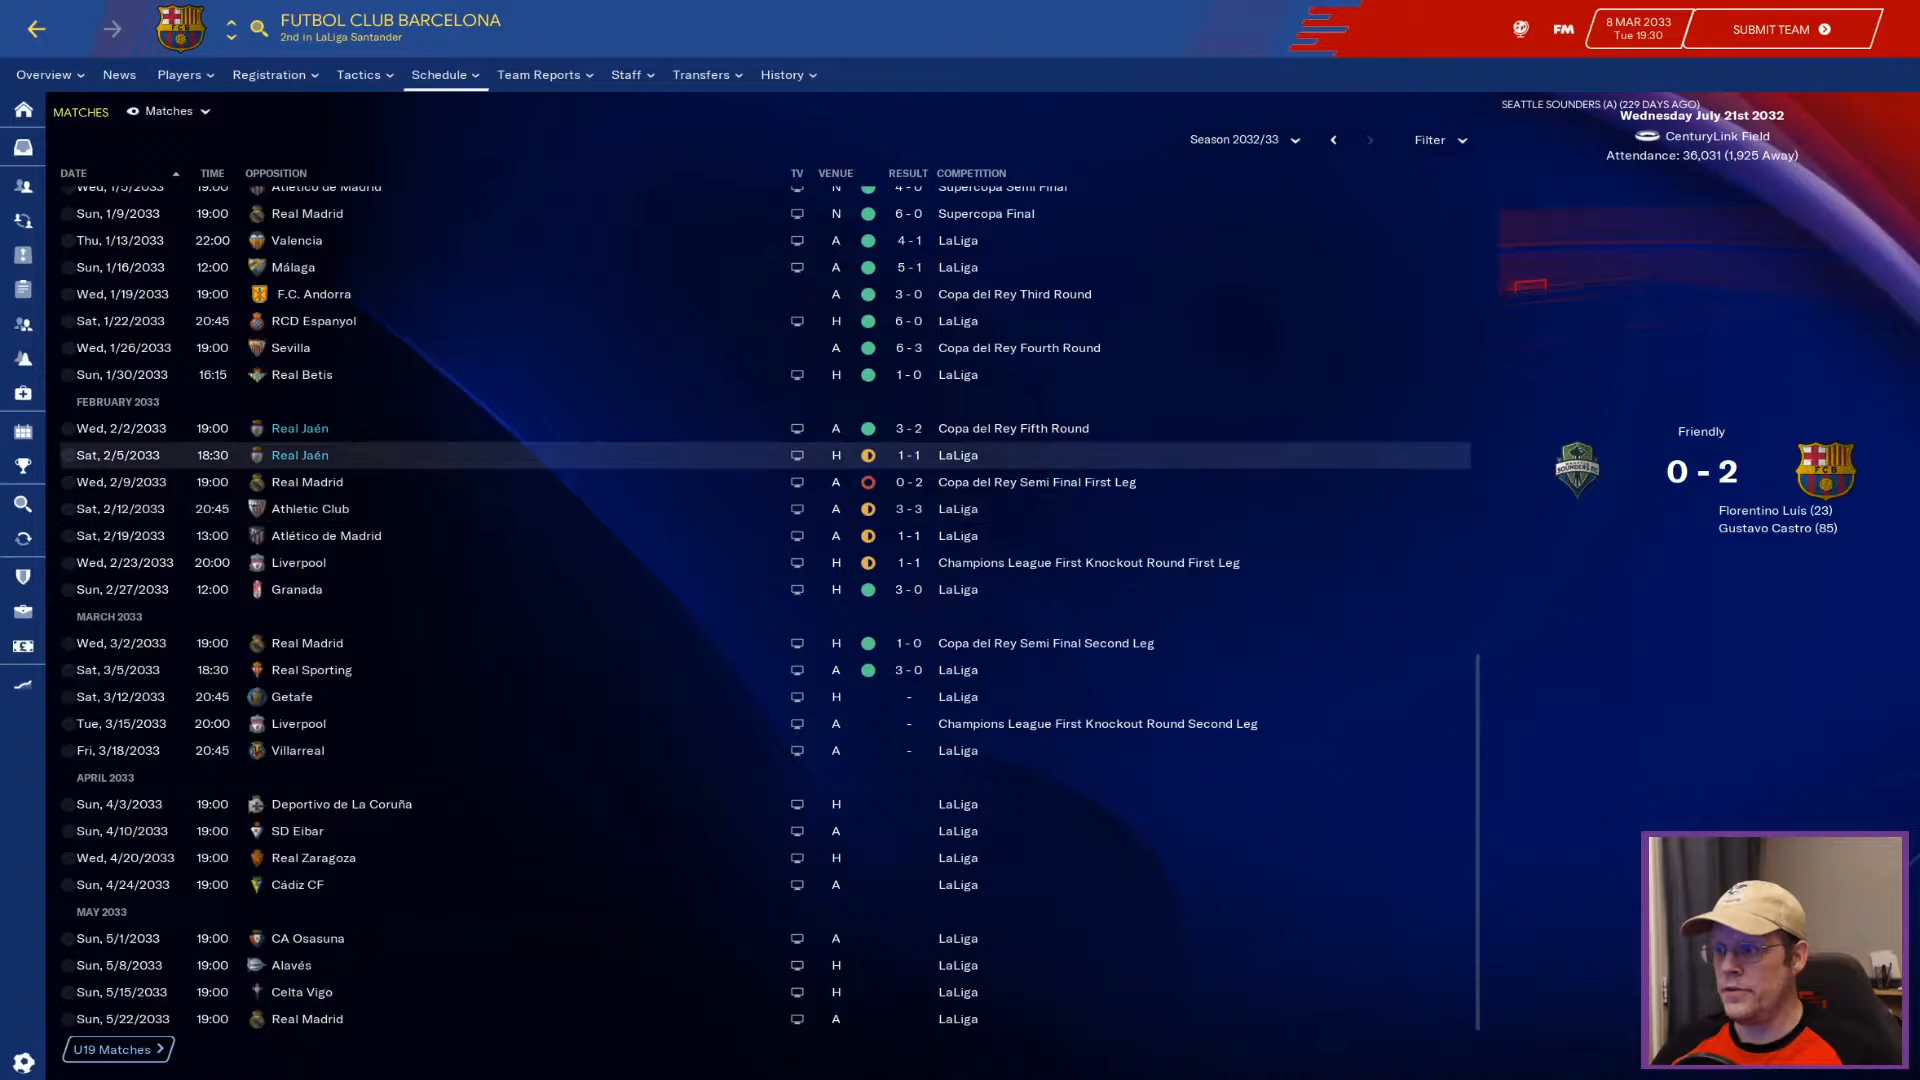 FUTBOL CLUB BARCELONA
2nd in LaLiga Santander
FM
8 MAR 2033
Tue 19:30
SUBMIT TEAM
Overview News Players Registration Tactics Schedule Team Reports Staff Transfers History
MATCHES Matches
Season 2032/33 Filter
DATE TIME OPPOSITION TV VENUE RESULT COMPETITION
Wed, 1/5/2033 19:00 Atlético de Madrid N 4 - 0 Supercopa Semi Final
Sun, 1/9/2033 19:00 Real Madrid N 6 - 0 Supercopa Final
Thu, 1/13/2033 22:00 Valencia A 4 - 1 LaLiga
Sun, 1/16/2033 12:00 Málaga A 5 - 1 LaLiga
Wed, 1/19/2033 19:00 F.C. Andorra A 3 - 0 Copa del Rey Third Round
Sat, 1/22/2033 20:45 RCD Espanyol H 6 - 0 LaLiga
Wed, 1/26/2033 19:00 Sevilla A 6 - 3 Copa del Rey Fourth Round
Sun, 1/30/2033 16:15 Real Betis H 1 - 0 LaLiga
FEBRUARY 2033
Wed, 2/2/2033 19:00 Real Jaén A 3 - 2 Copa del Rey Fifth Round
Sat, 2/5/2033 18:30 Real Jaén H 1 - 1 LaLiga
Wed, 2/9/2033 19:00 Real Madrid A 0 - 2 Copa del Rey Semi Final First Leg
Sat, 2/12/2033 20:45 Athletic Club A 3 - 3 LaLiga
Sat, 2/19/2033 13:00 Atlético de Madrid A 1 - 1 LaLiga
Wed, 2/23/2033 20:00 Liverpool H 1 - 1 Champions League First Knockout Round First Leg
Sun, 2/27/2033 12:00 Granada H 3 - 0 LaLiga
MARCH 2033
Wed, 3/2/2033 19:00 Real Madrid H 1 - 0 Copa del Rey Semi Final Second Leg
Sat, 3/5/2033 18:30 Real Sporting A 3 - 0 LaLiga
Sat, 3/12/2033 20:45 Getafe H - LaLiga
Tue, 3/15/2033 20:00 Liverpool A - Champions League First Knockout Round Second Leg
Fri, 3/18/2033 20:45 Villarreal A - LaLiga
APRIL 2033
Sun, 4/3/2033 19:00 Deportivo de La Coruña H LaLiga
Sun, 4/10/2033 19:00 SD Eibar A LaLiga
Wed, 4/20/2033 19:00 Real Zaragoza H LaLiga
Sun, 4/24/2033 19:00 Cádiz CF A LaLiga
MAY 2033
Sun, 5/1/2033 19:00 CA Osasuna A LaLiga
Sun, 5/8/2033 19:00 Alavés H LaLiga
Sun, 5/15/2033 19:00 Celta Vigo H LaLiga
Sun, 5/22/2033 19:00 Real Madrid A LaLiga
U19 Matches
SEATTLE SOUNDERS (A) (229 DAYS AGO)
Wednesday July 21st 2032
CenturyLink Field
Attendance: 36,031 (1,925 Away)
Friendly
SOUNDERS 0 - 2 FCB
Florentino Luís (23)
Gustavo Castro (85)